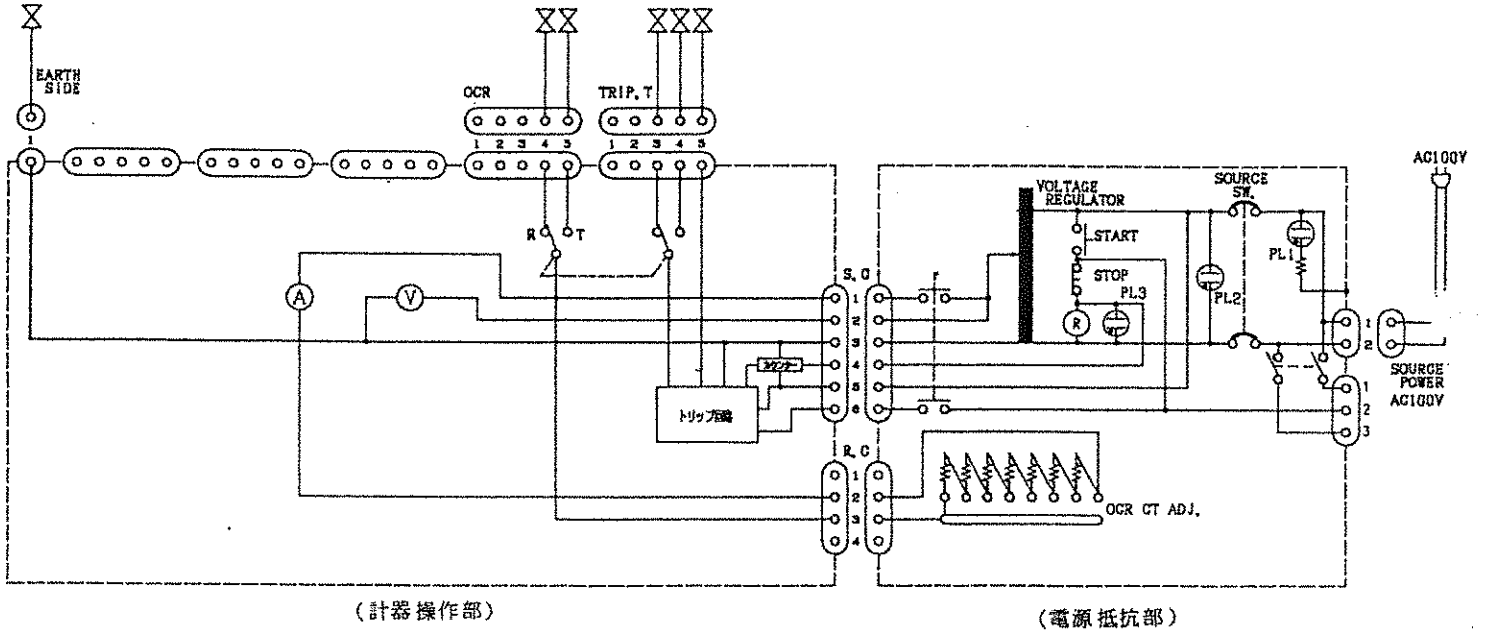 EARTH
SIDE
1
OCR
TRIP. T
1 2 3 4 5
1 2 3 4 5
R T
A
V
カウンター
トリップ回路
S. C
1
2
3
4
5
6
R. C
1
2
3
4
VOLTAGE
REGULATOR
START
STOP
PL3
R
PL2
SOURCE
SW.
PL1
AC100V
1
2
SOURCE
POWER
AC100V
1
2
3
OCR CT ADJ.
(計器操作部)
(電源抵抗部)